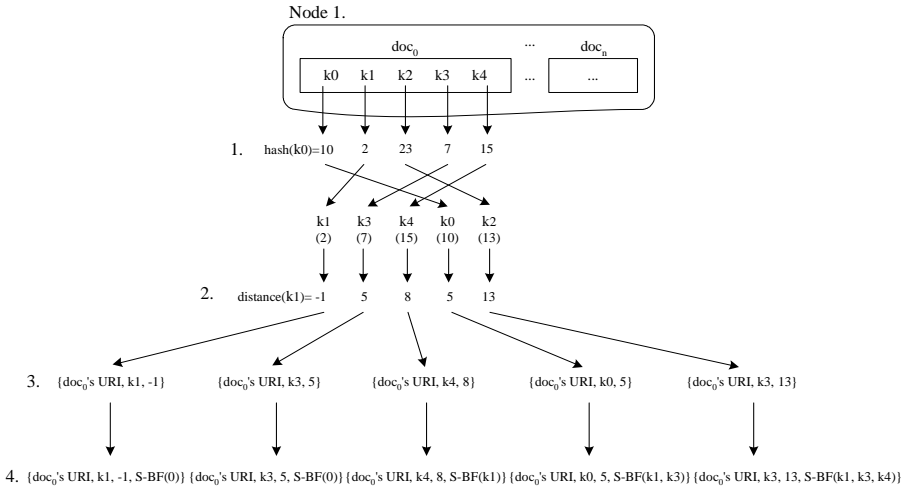 Node 1.
doc0 ... docn
k0 k1 k2 k3 k4 ... ...
1. hash(k0)=10 2 23 7 15
k1 k3 k4 k0 k2
(2) (7) (15) (10) (13)
2. distance(k1)= -1 5 8 5 13
3. {doc0's URI, k1, -1} {doc0's URI, k3, 5} {doc0's URI, k4, 8} {doc0's URI, k0, 5} {doc0's URI, k3, 13}
4. {doc0's URI, k1, -1, S-BF(0)} {doc0's URI, k3, 5, S-BF(0)} {doc0's URI, k4, 8, S-BF(k1)} {doc0's URI, k0, 5, S-BF(k1, k3)} {doc0's URI, k3, 13, S-BF(k1, k3, k4)}